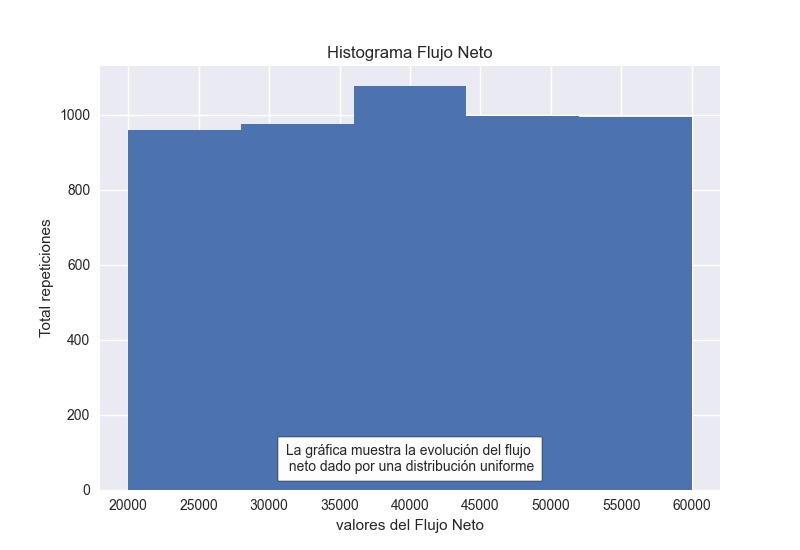 Histograma Flujo Neto
Total repeticiones
1000
800
600
400
200
0
La gráfica muestra la evolución del flujo
neto dado por una distribución uniforme
20000 25000 30000 35000 40000 45000 50000 55000 60000
valores del Flujo Neto